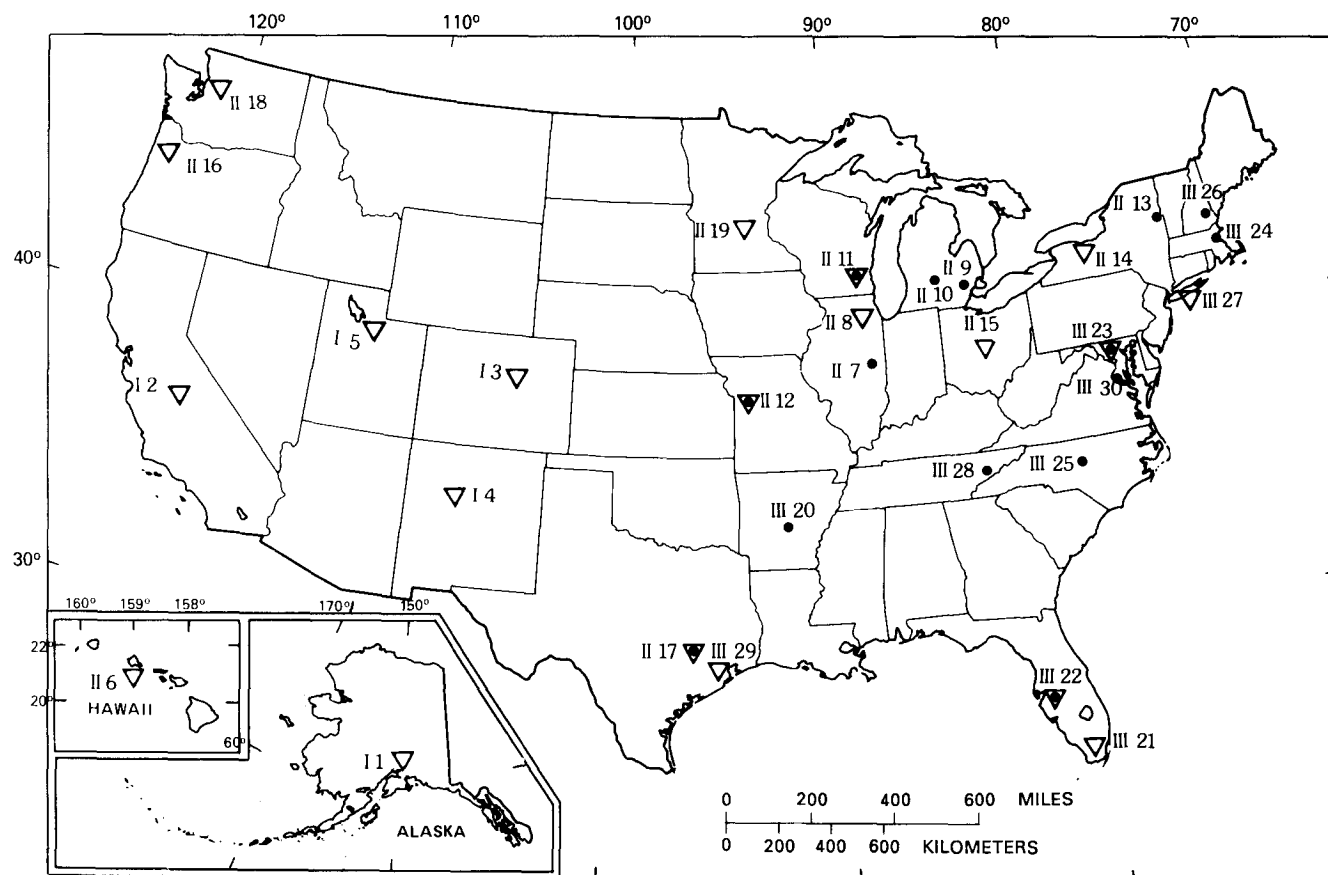 120° 110° 100° 90° 80° 70°
II 18
II 16
III 26
II 13
III 24
II 19
40°
II 11
II 9
II 14
II 10
III 27
II 8
II 15
III 23
I 5
I 3
II 7
I 2
III 30
II 12
III 28
III 25
I 4
III 20
30°
160° 159° 158°
170° 150°
22°
II 17
III 29
III 22
II 6
20°
HAWAII
60°
III 21
I 1
0 200 400 600 MILES
ALASKA
0 200 400 600 KILOMETERS